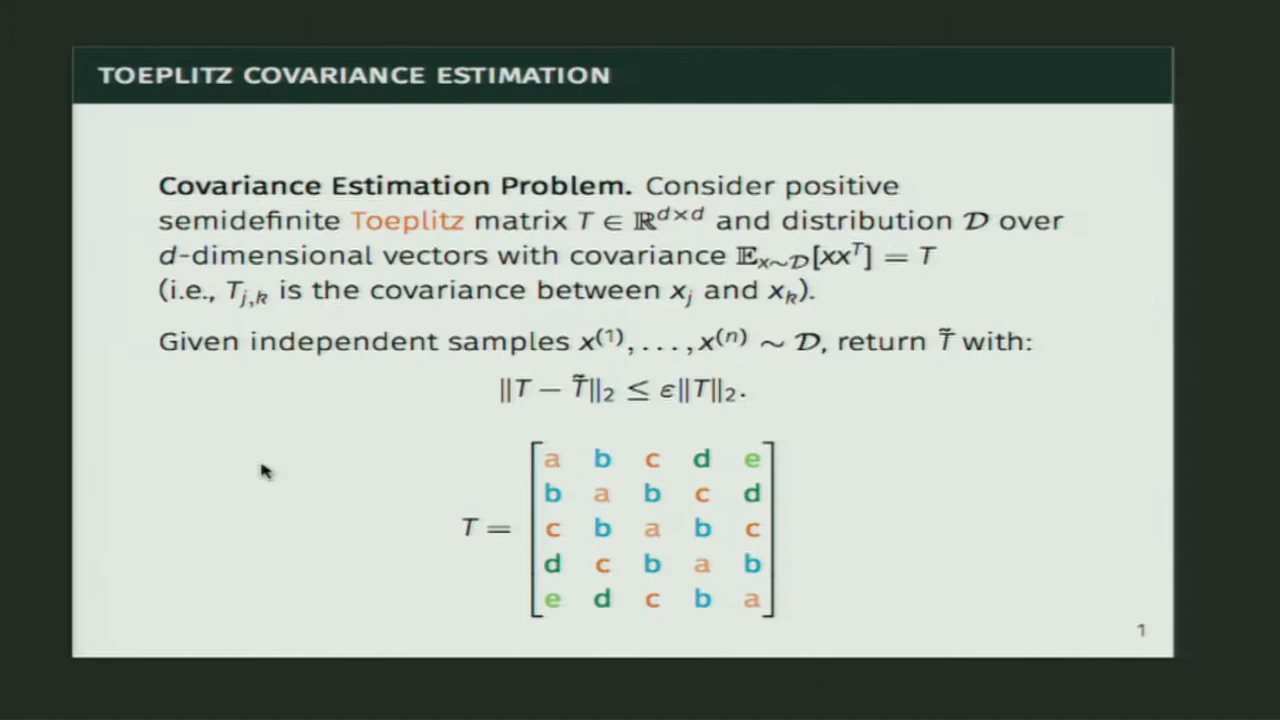 TOEPLITZ COVARIANCE ESTIMATION
Covariance Estimation Problem. Consider positive
semidefinite Toeplitz matrix T ∈ ℝ^{d×d} and distribution 𝒟 over
d-dimensional vectors with covariance 𝔼_{x∼𝒟}[xx^T] = T
(i.e., T_{j,k} is the covariance between x_j and x_k).
Given independent samples x^{(1)}, . . . , x^{(n)} ∼ 𝒟, return T̃ with:
‖T − T̃‖₂ ≤ ε‖T‖₂.
a b c d e
b a b c d
T = c b a b c
d c b a b
e d c b a
1